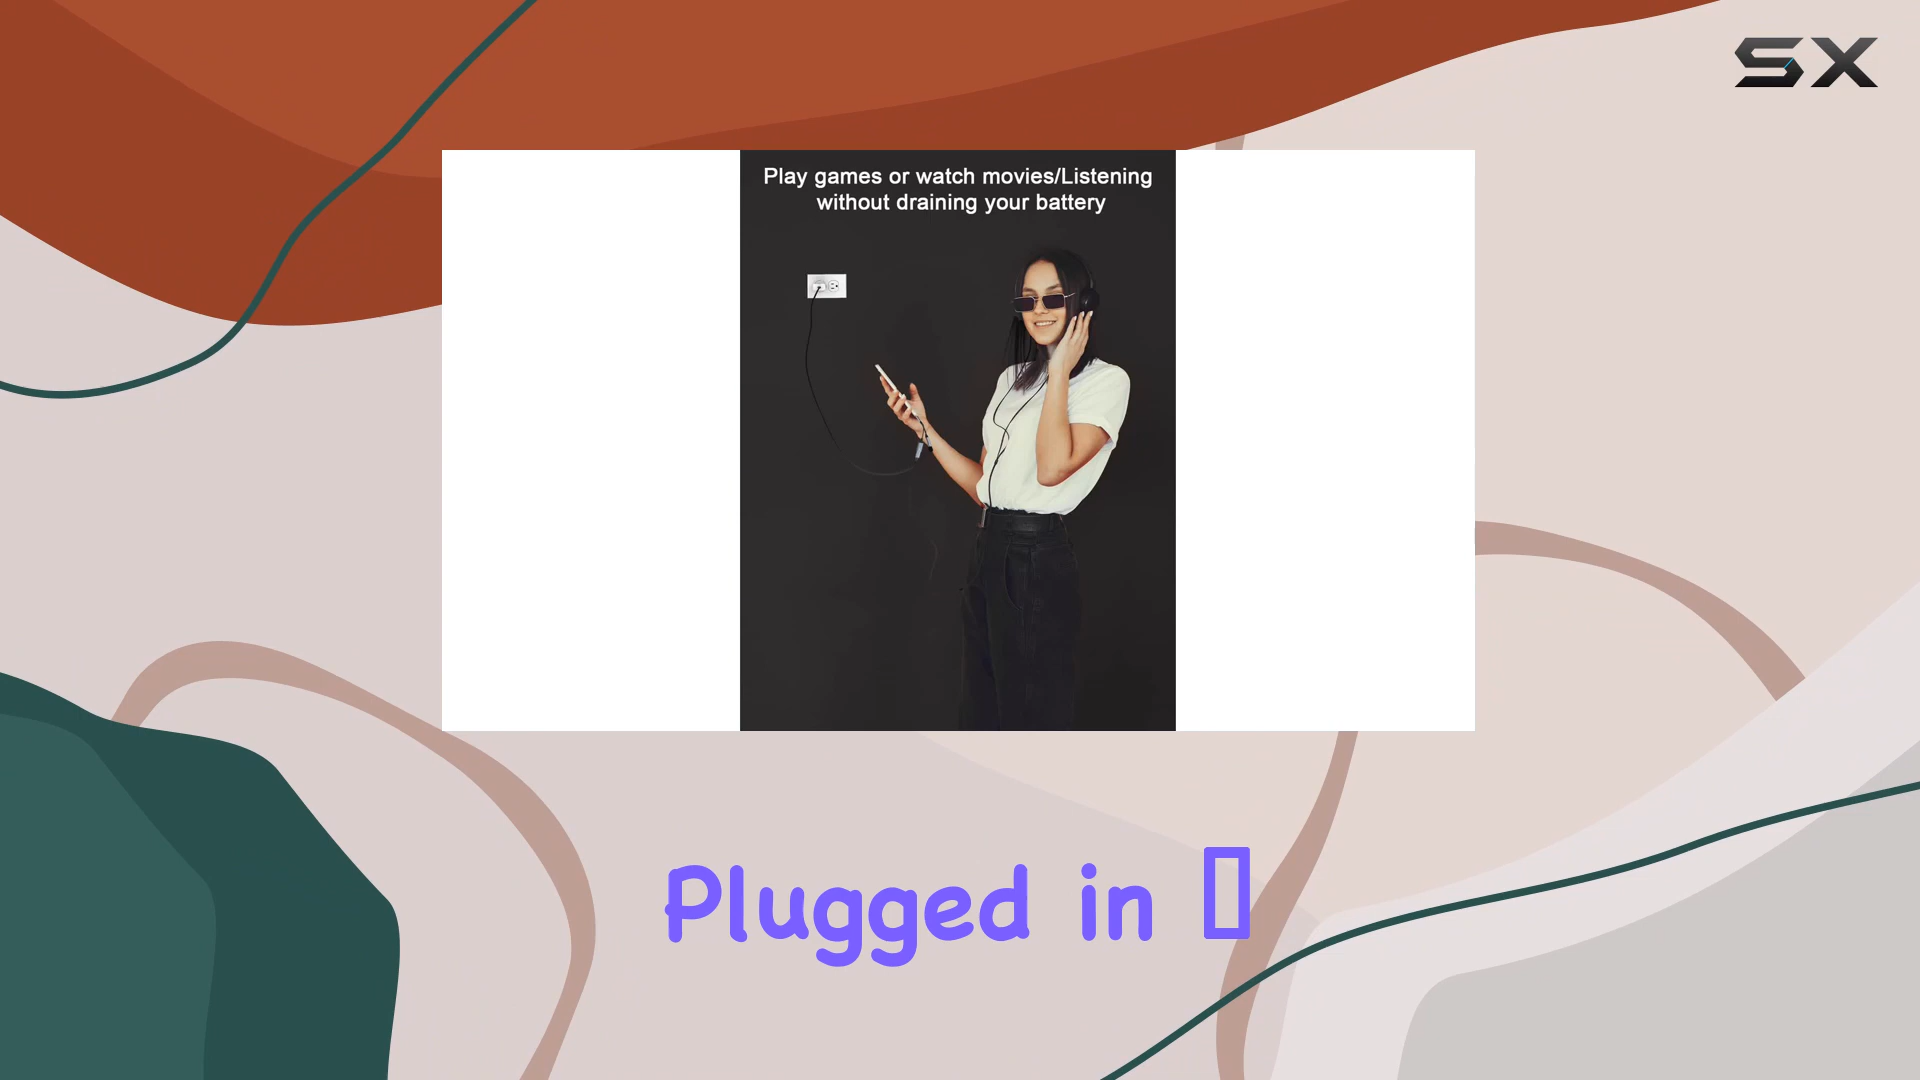 SX
Play games or watch movies/Listening
without draining your battery
Plugged in